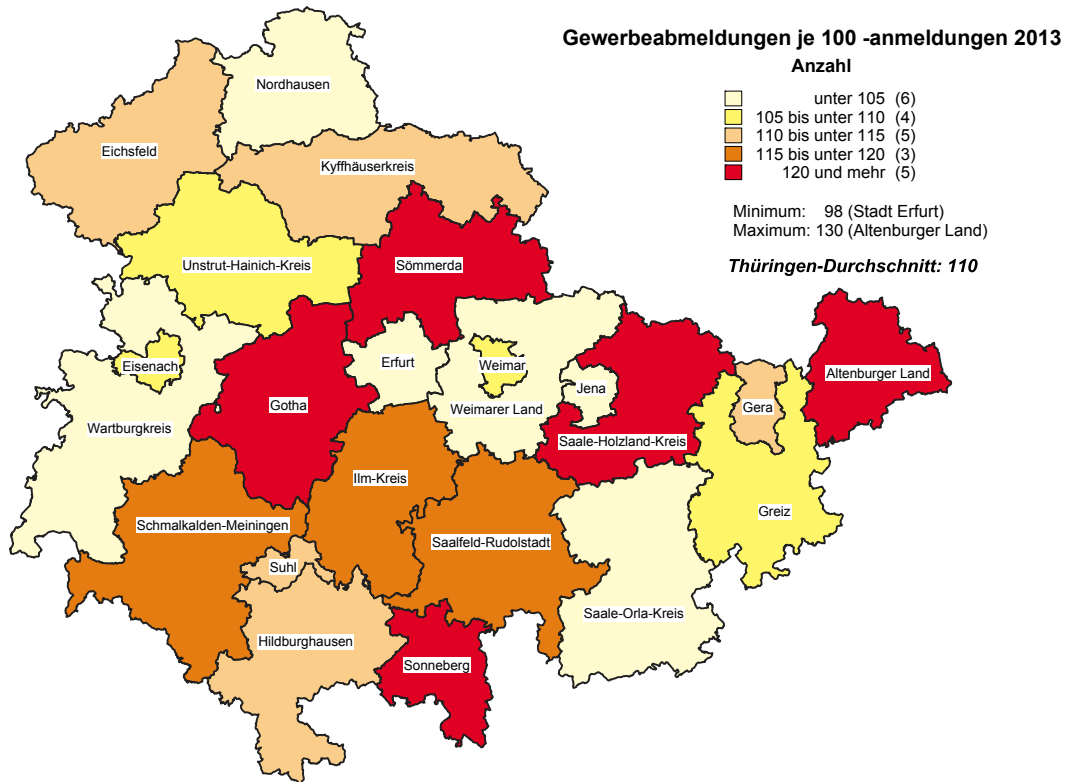 Gewerbeabmeldungen je 100 -anmeldungen 2013
Anzahl
unter 105 (6)
105 bis unter 110 (4)
110 bis unter 115 (5)
115 bis unter 120 (3)
120 und mehr (5)
Minimum: 98 (Stadt Erfurt)
Maximum: 130 (Altenburger Land)
Thüringen-Durchschnitt: 110
Nordhausen
Eichsfeld
Kyffhäuserkreis
Unstrut-Hainich-Kreis
Sömmerda
Eisenach
Erfurt
Weimar
Jena
Altenburger Land
Gotha
Weimarer Land
Gera
Wartburgkreis
Saale-Holzland-Kreis
Ilm-Kreis
Greiz
Schmalkalden-Meiningen
Saalfeld-Rudolstadt
Suhl
Saale-Orla-Kreis
Hildburghausen
Sonneberg